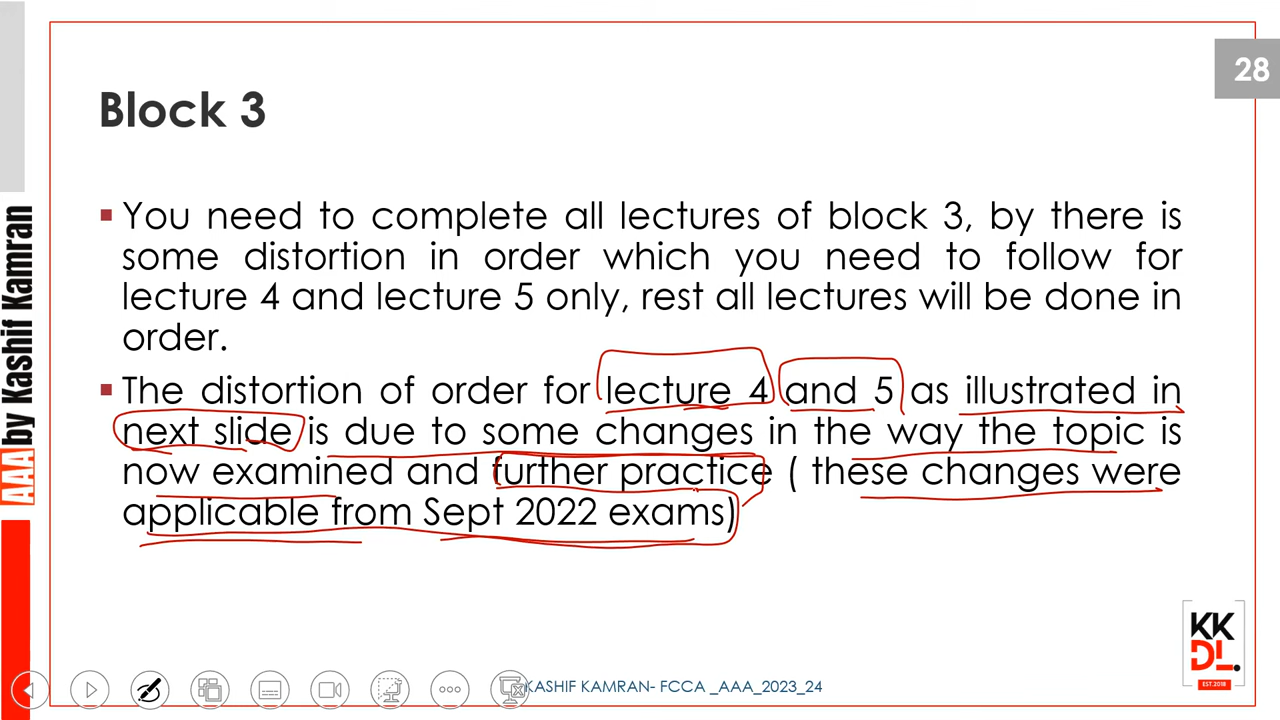 28
Block 3
You need to complete all lectures of block 3, by there is
some distortion in order which you need to follow for
lecture 4 and lecture 5 only, rest all lectures will be done in
order.
The distortion of order for lecture 4 and 5 as illustrated in
next slide is due to some changes in the way the topic is
now examined and further practice ( these changes were
applicable from Sept 2022 exams)
AAA by Kashif Kamran
KASHIF KAMRAN- FCCA _AAA_2023_24
KK
DL.
EST.2018